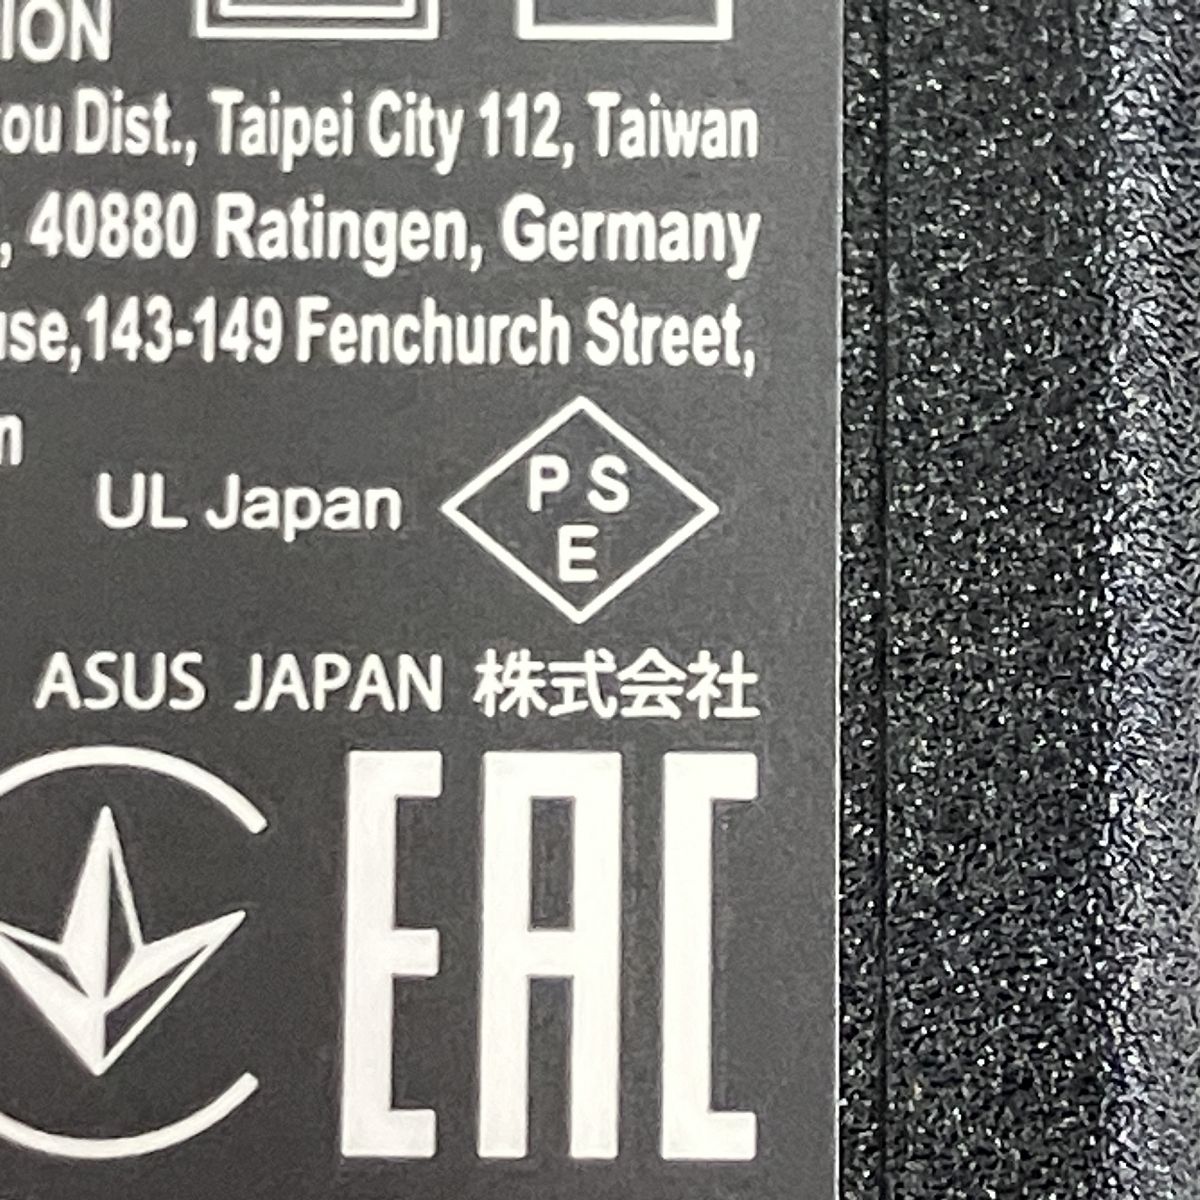 ION
ou Dist., Taipei City 112, Taiwan
, 40880 Ratingen, Germany
use,143-149 Fenchurch Street,
n
UL Japan
P S
E
ASUS JAPAN 株式会社
EAC